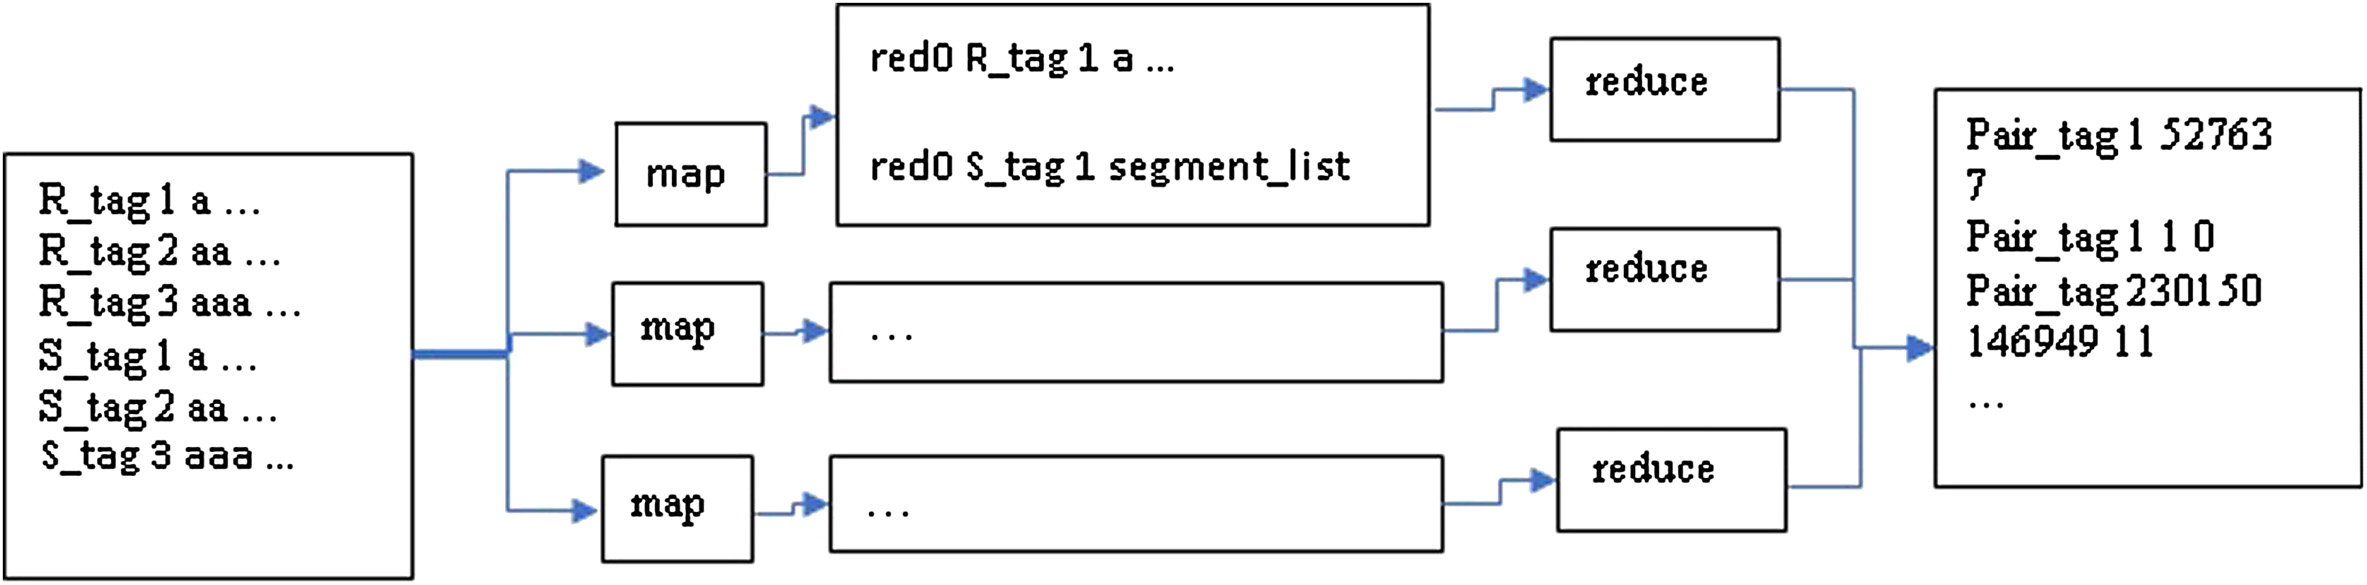 R_tag 1 a ...
R_tag 2 aa ...
R_tag 3 aaa ...
S_tag 1 a ...
S_tag 2 aa ...
S_tag 3 aaa ...
map
map
map
red0 R_tag 1 a ...
red0 S_tag 1 segment_list
...
...
reduce
reduce
reduce
Pair_tag 1 52763
7
Pair_tag 1 1 0
Pair_tag 230150
146949 11
...